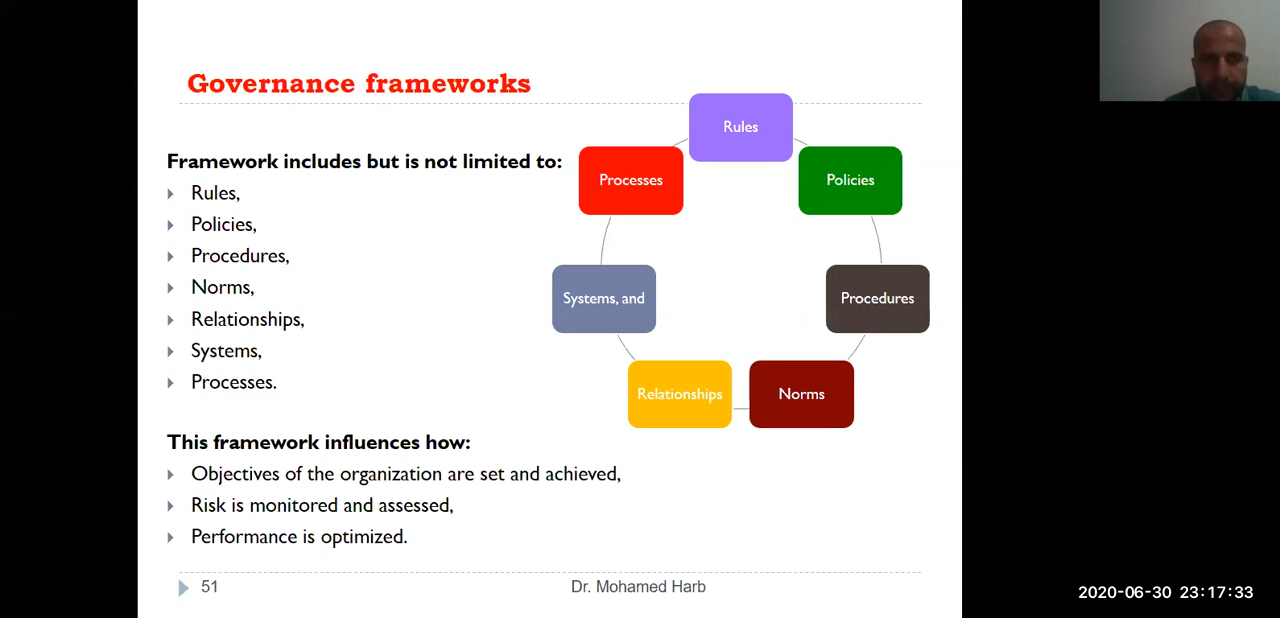 Governance frameworks
Framework includes but is not limited to:
Rules,
Policies,
Procedures,
Norms,
Relationships,
Systems,
Processes.
Rules
Policies
Procedures
Norms
Relationships
Systems, and
Processes
This framework influences how:
Objectives of the organization are set and achieved,
Risk is monitored and assessed,
Performance is optimized.
51
Dr. Mohamed Harb
2020-06-30 23:17:33